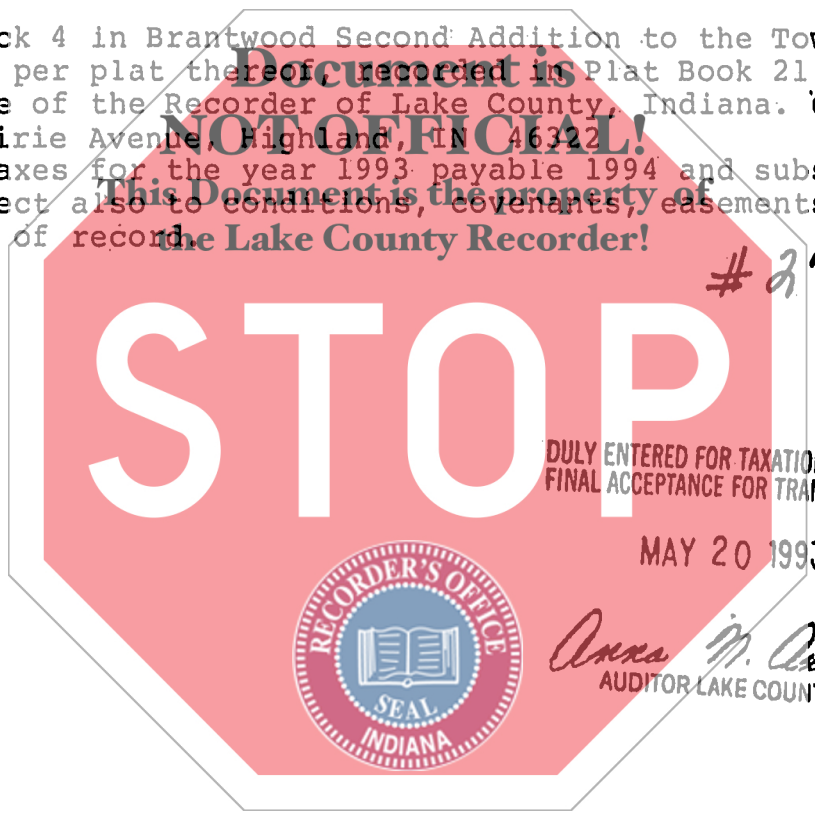 ck 4 in Brantwood Second Addition to the To
Document is
per plat thereof, recorded in Plat Book 21
e of the Recorder of Lake County, Indiana.
NOT OFFICIAL!
irie Avenue, Highland, IN 46322
axes for the year 1993 payable 1994 and subs
This Document is the property of
ect also to conditions, covenants, easements
of record.
the Lake County Recorder!
# 2
STOP
DULY ENTERED FOR TAXATIO
FINAL ACCEPTANCE FOR TRA
MAY 20 199
RECORDER'S OFFICE
SEAL
INDIANA
Anna M.
AUDITOR LAKE COUN